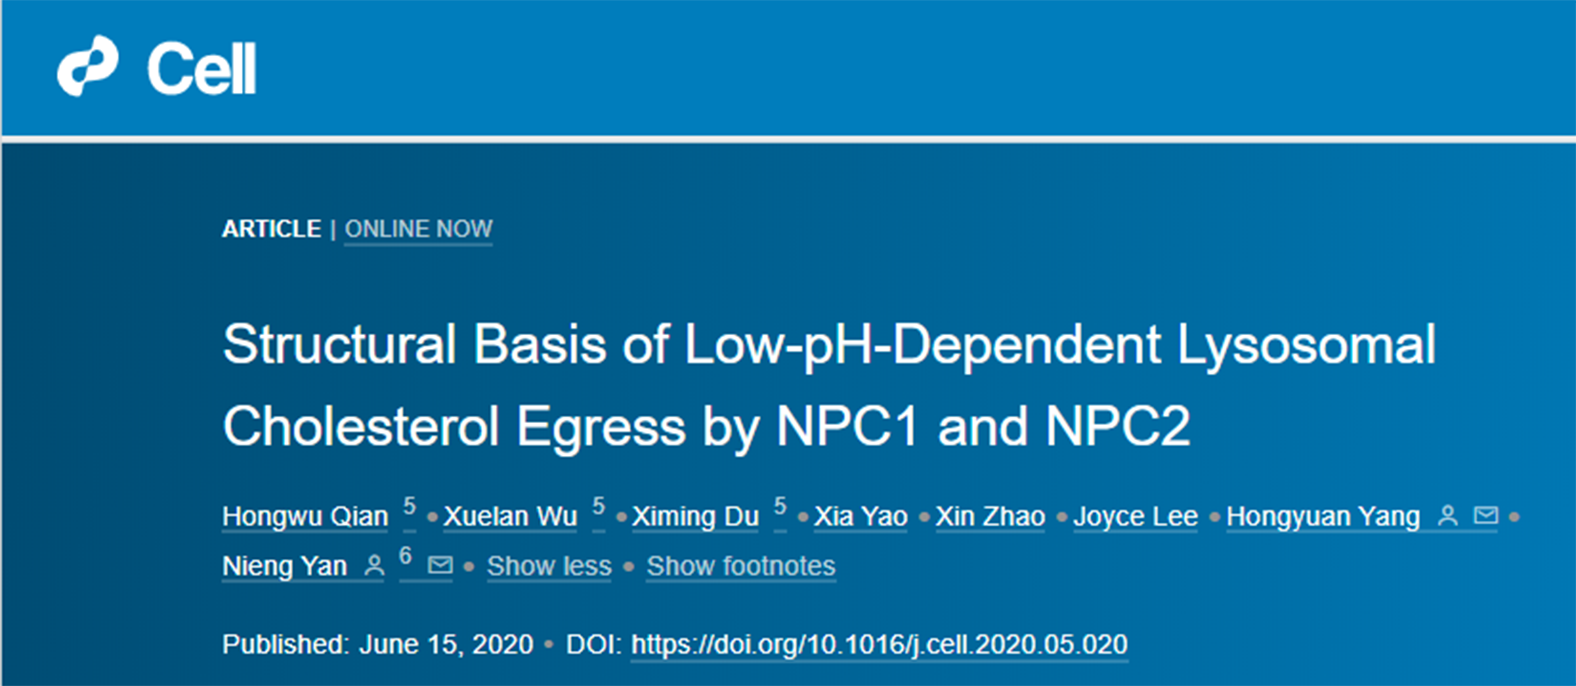 Cell
ARTICLE | ONLINE NOW
Structural Basis of Low-pH-Dependent Lysosomal
Cholesterol Egress by NPC1 and NPC2
Hongwu Qian 5 • Xuelan Wu 5 • Ximing Du 5 • Xia Yao • Xin Zhao • Joyce Lee • Hongyuan Yang •
Nieng Yan 6 • Show less • Show footnotes
Published: June 15, 2020 • DOI: https://doi.org/10.1016/j.cell.2020.05.020